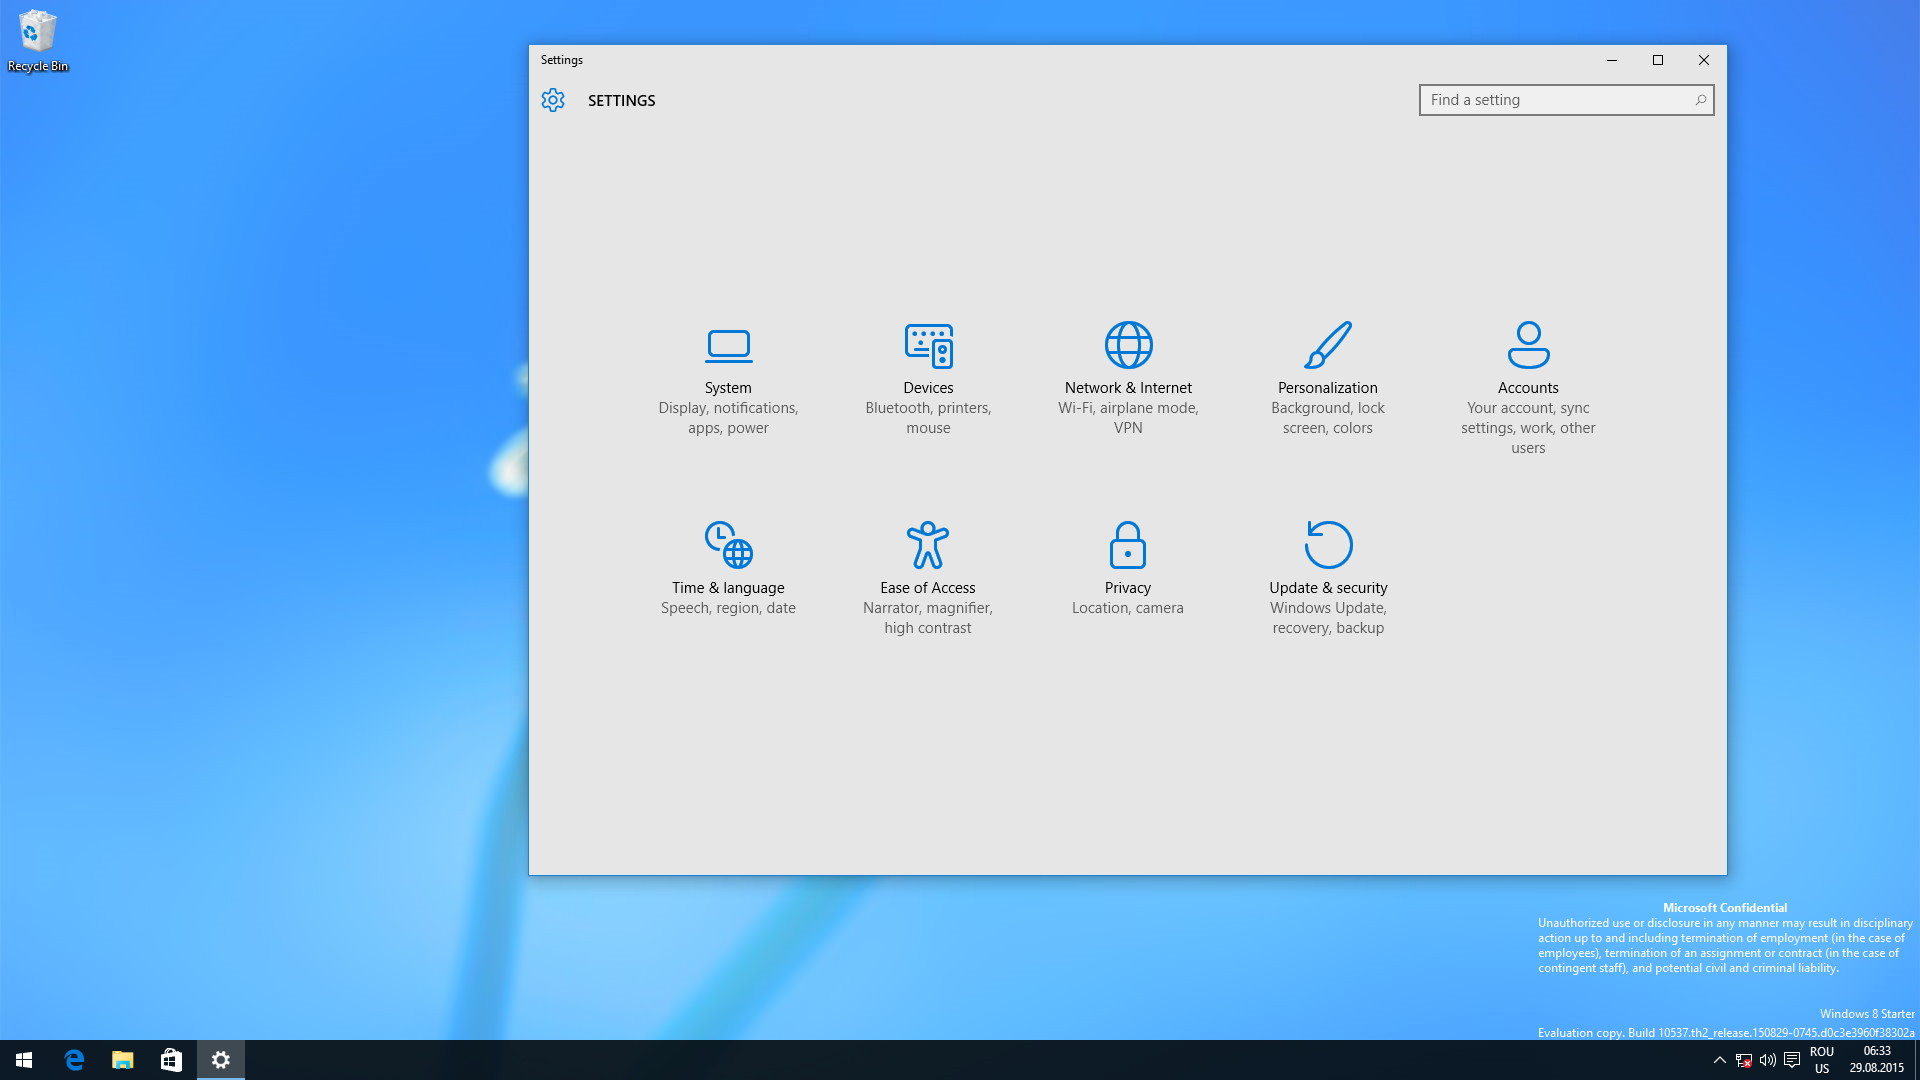 Recycle Bin
Settings
SETTINGS
Find a setting
System
Display, notifications,
apps, power
Devices
Bluetooth, printers,
mouse
Network & Internet
Wi-Fi, airplane mode,
VPN
Personalization
Background, lock
screen, colors
Accounts
Your account, sync
settings, work, other
users
Time & language
Speech, region, date
Ease of Access
Narrator, magnifier,
high contrast
Privacy
Location, camera
Update & security
Windows Update,
recovery, backup
Microsoft Confidential
Unauthorized use or disclosure in any manner may result in disciplinary
action up to and including termination of employment (in the case of
employees), termination of an assignment or contract (in the case of
contingent staff), and potential civil and criminal liability.
Windows 8 Starter
Evaluation copy. Build 10537.th2_release.150829-0745.d0c3e3960f38302a
ROU
US
06:33
29.08.2015